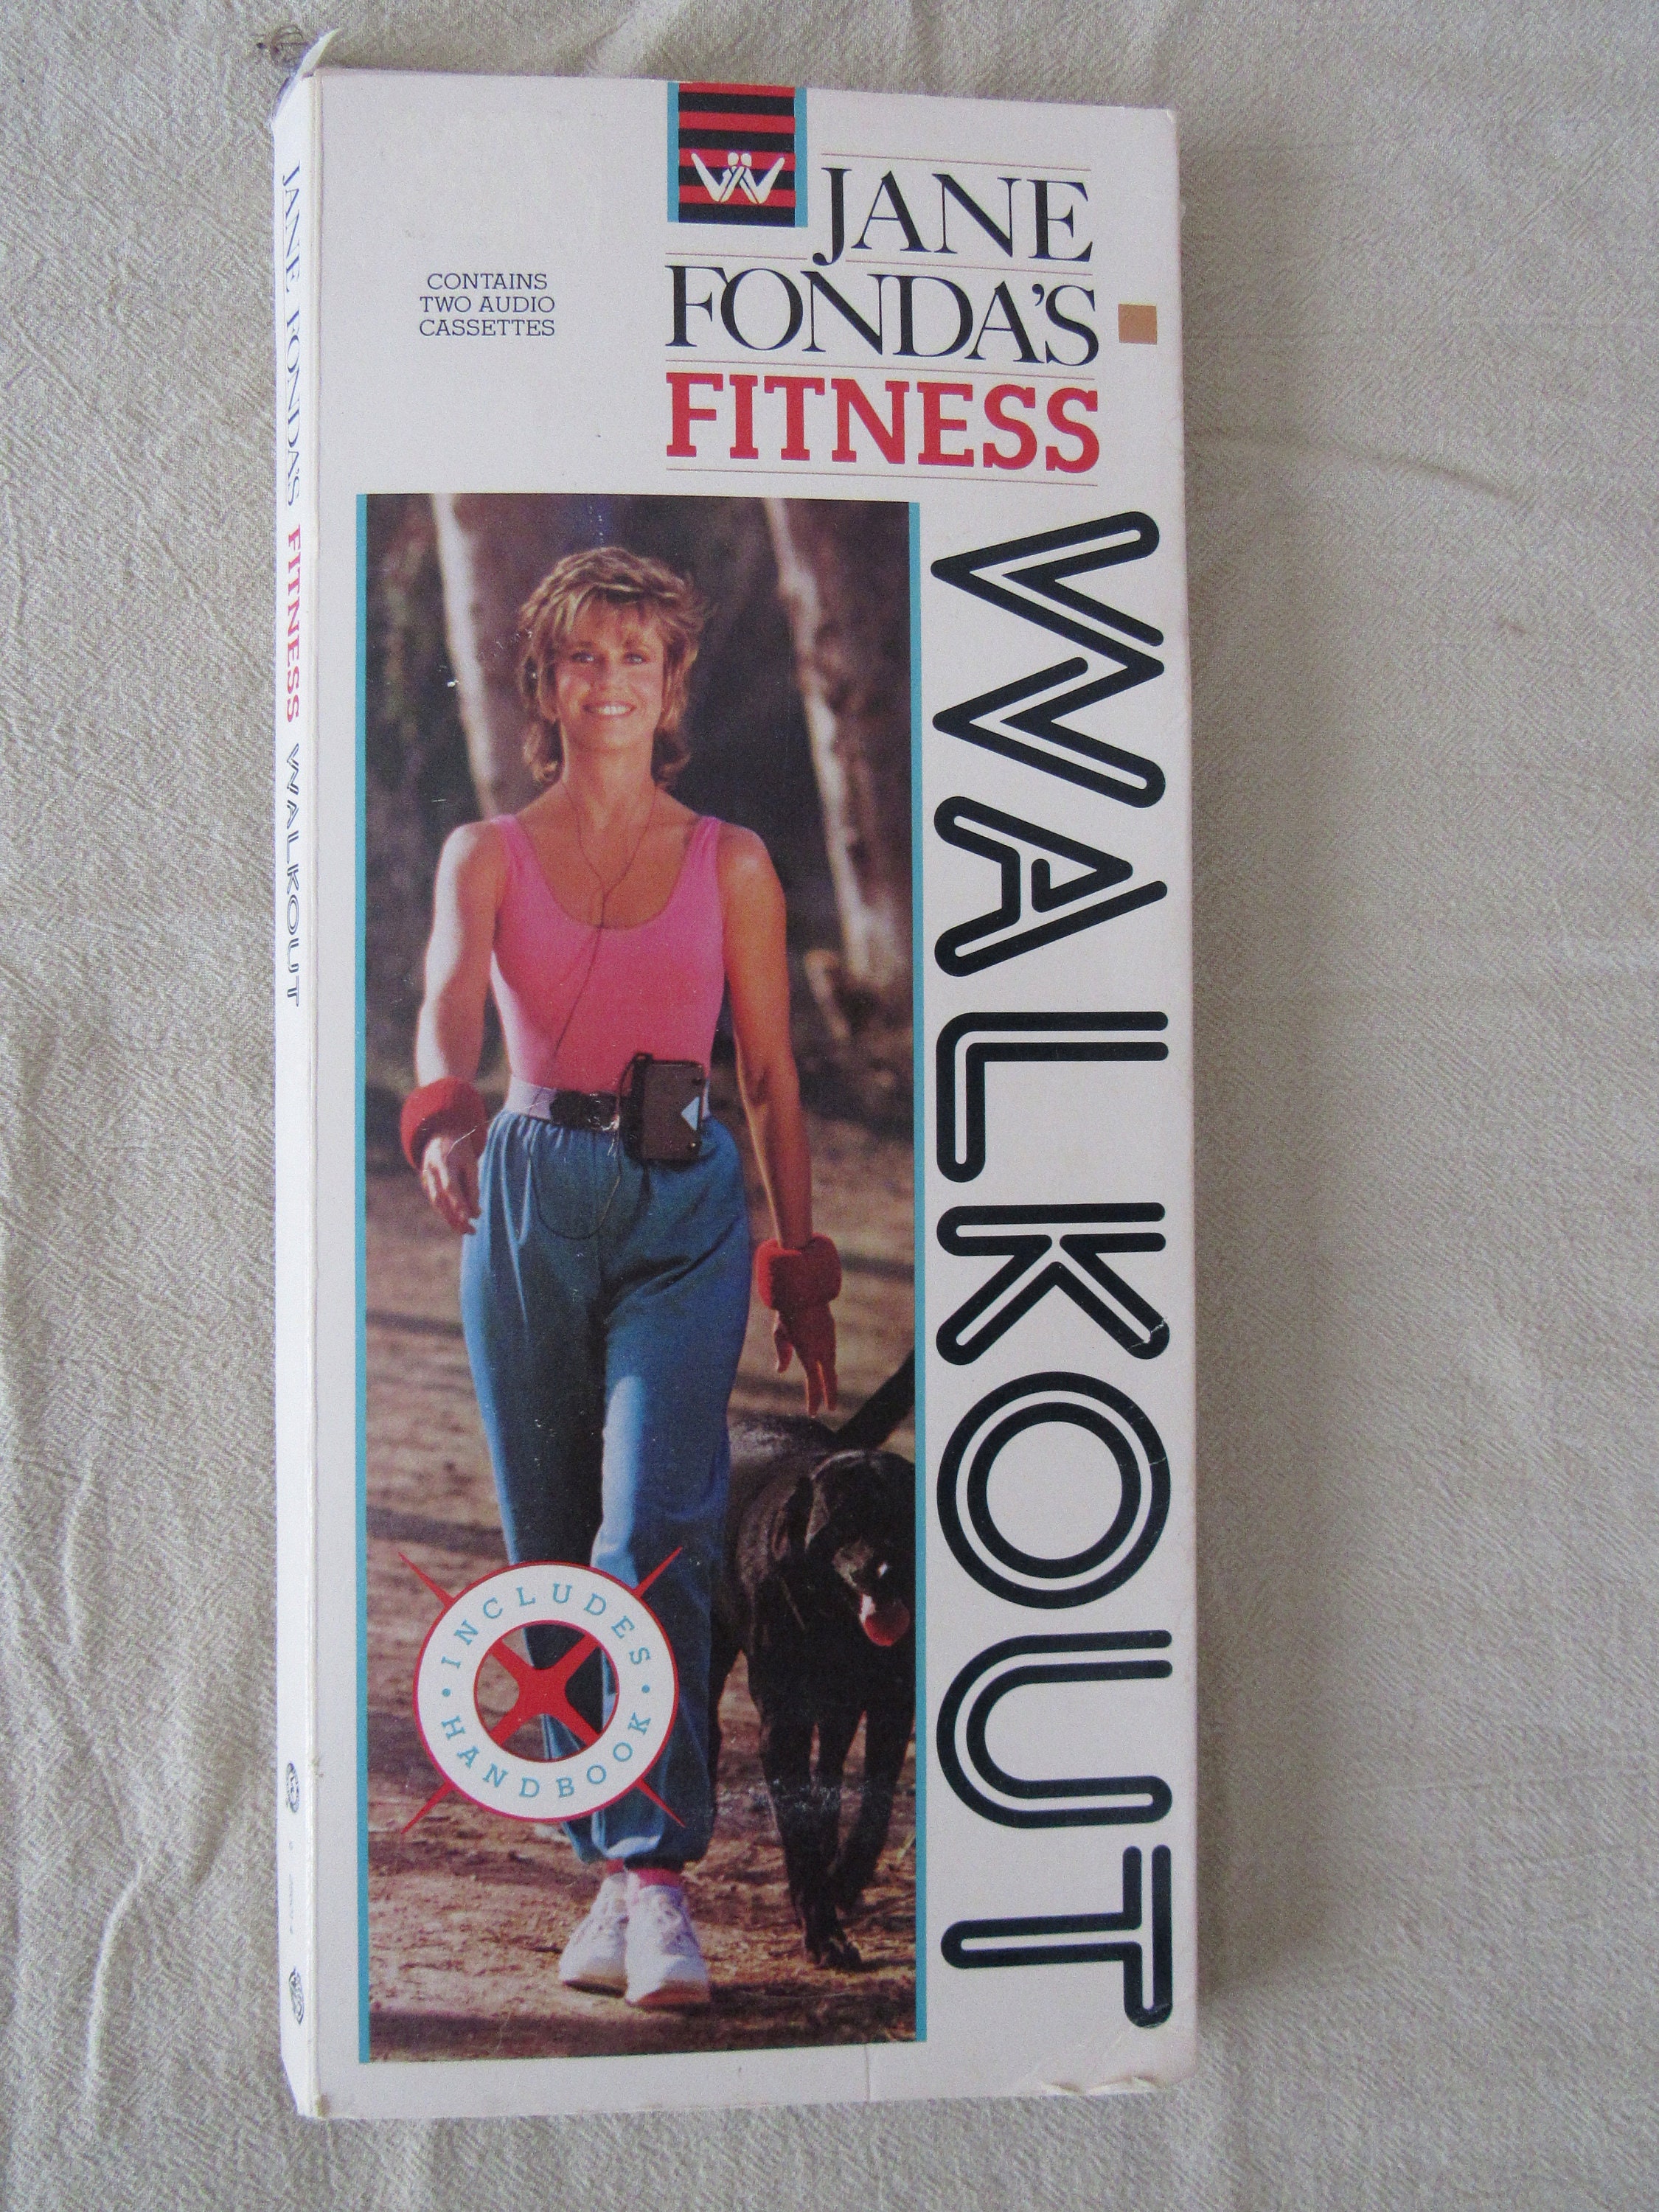 JANE
FONDA'S
FITNESS
WALKOUT
CONTAINS
TWO AUDIO
CASSETTES
INCLUDES
HANDBOOK
JANE FONDA'S FITNESS WALKOUT